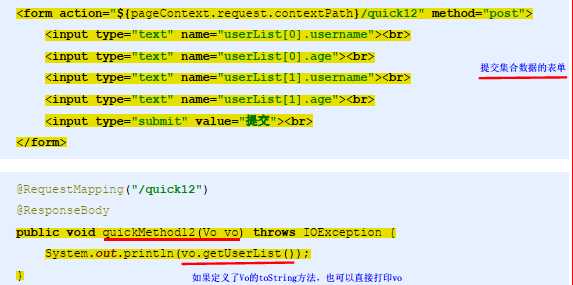 <form action="${pageContext.request.contextPath}/quick12" method="post">
<input type="text" name="userList[0].username"><br>
<input type="text" name="userList[0].age"><br>
提交集合数据的表单
<input type="text" name="userList[1].username"><br>
<input type="text" name="userList[1].age"><br>
<input type="submit" value="提交"><br>
</form>
@RequestMapping("/quick12")
@ResponseBody
public void quickMethod12(Vo vo) throws IOException {
System.out.println(vo.getUserList());
}
如果定义了Vo的toString方法，也可以直接打印vo